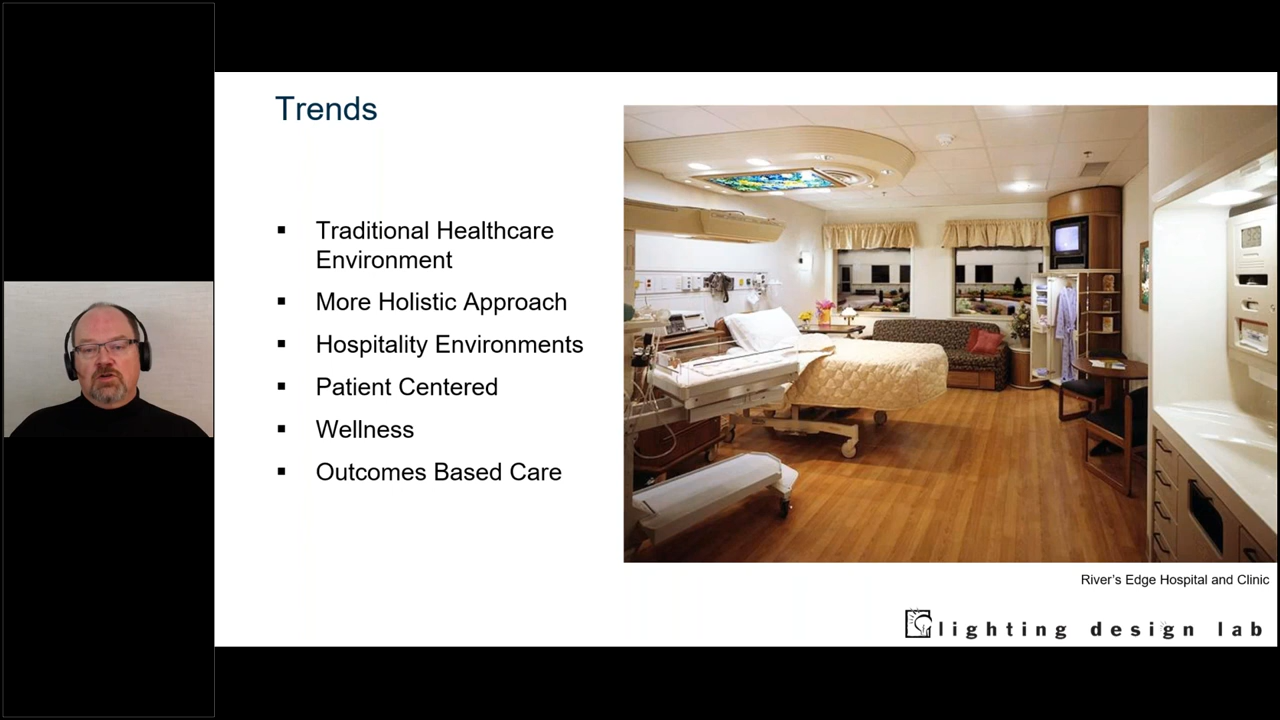 Trends
Traditional Healthcare
Environment
More Holistic Approach
Hospitality Environments
Patient Centered
Wellness
Outcomes Based Care
River's Edge Hospital and Clinic
lighting design lab